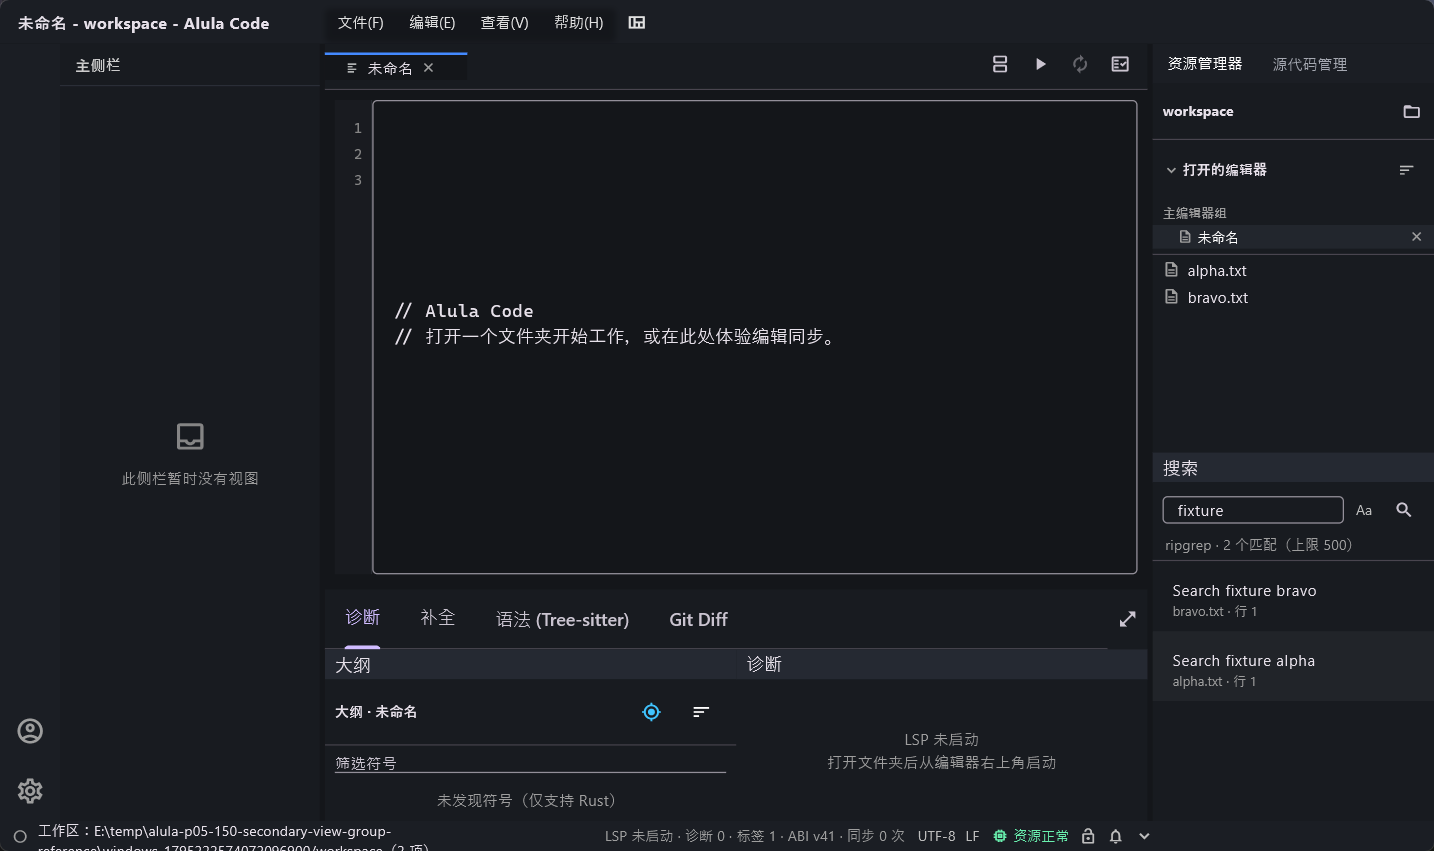 未命名 - workspace - Alula Code
文件(F) 编辑(E) 查看(V) 帮助(H)
主侧栏
未命名
资源管理器 源代码管理
1
2
3
// Alula Code
// 打开一个文件夹开始工作，或在此处体验编辑同步。
此侧栏暂时没有视图
workspace
打开的编辑器
主编辑器组
未命名
alpha.txt
bravo.txt
搜索
fixture Aa
ripgrep · 2 个匹配（上限 500）
Search fixture bravo
bravo.txt · 行 1
Search fixture alpha
alpha.txt · 行 1
诊断 补全 语法 (Tree-sitter) Git Diff
大纲
大纲 · 未命名
筛选符号
未发现符号（仅支持 Rust）
诊断
LSP 未启动
打开文件夹后从编辑器右上角启动
工作区：E:\temp\alula-p05-150-secondary-view-group-
LSP 未启动 · 诊断 0 · 标签 1 · ABI v41 · 同步 0 次 UTF-8 LF 资源正常